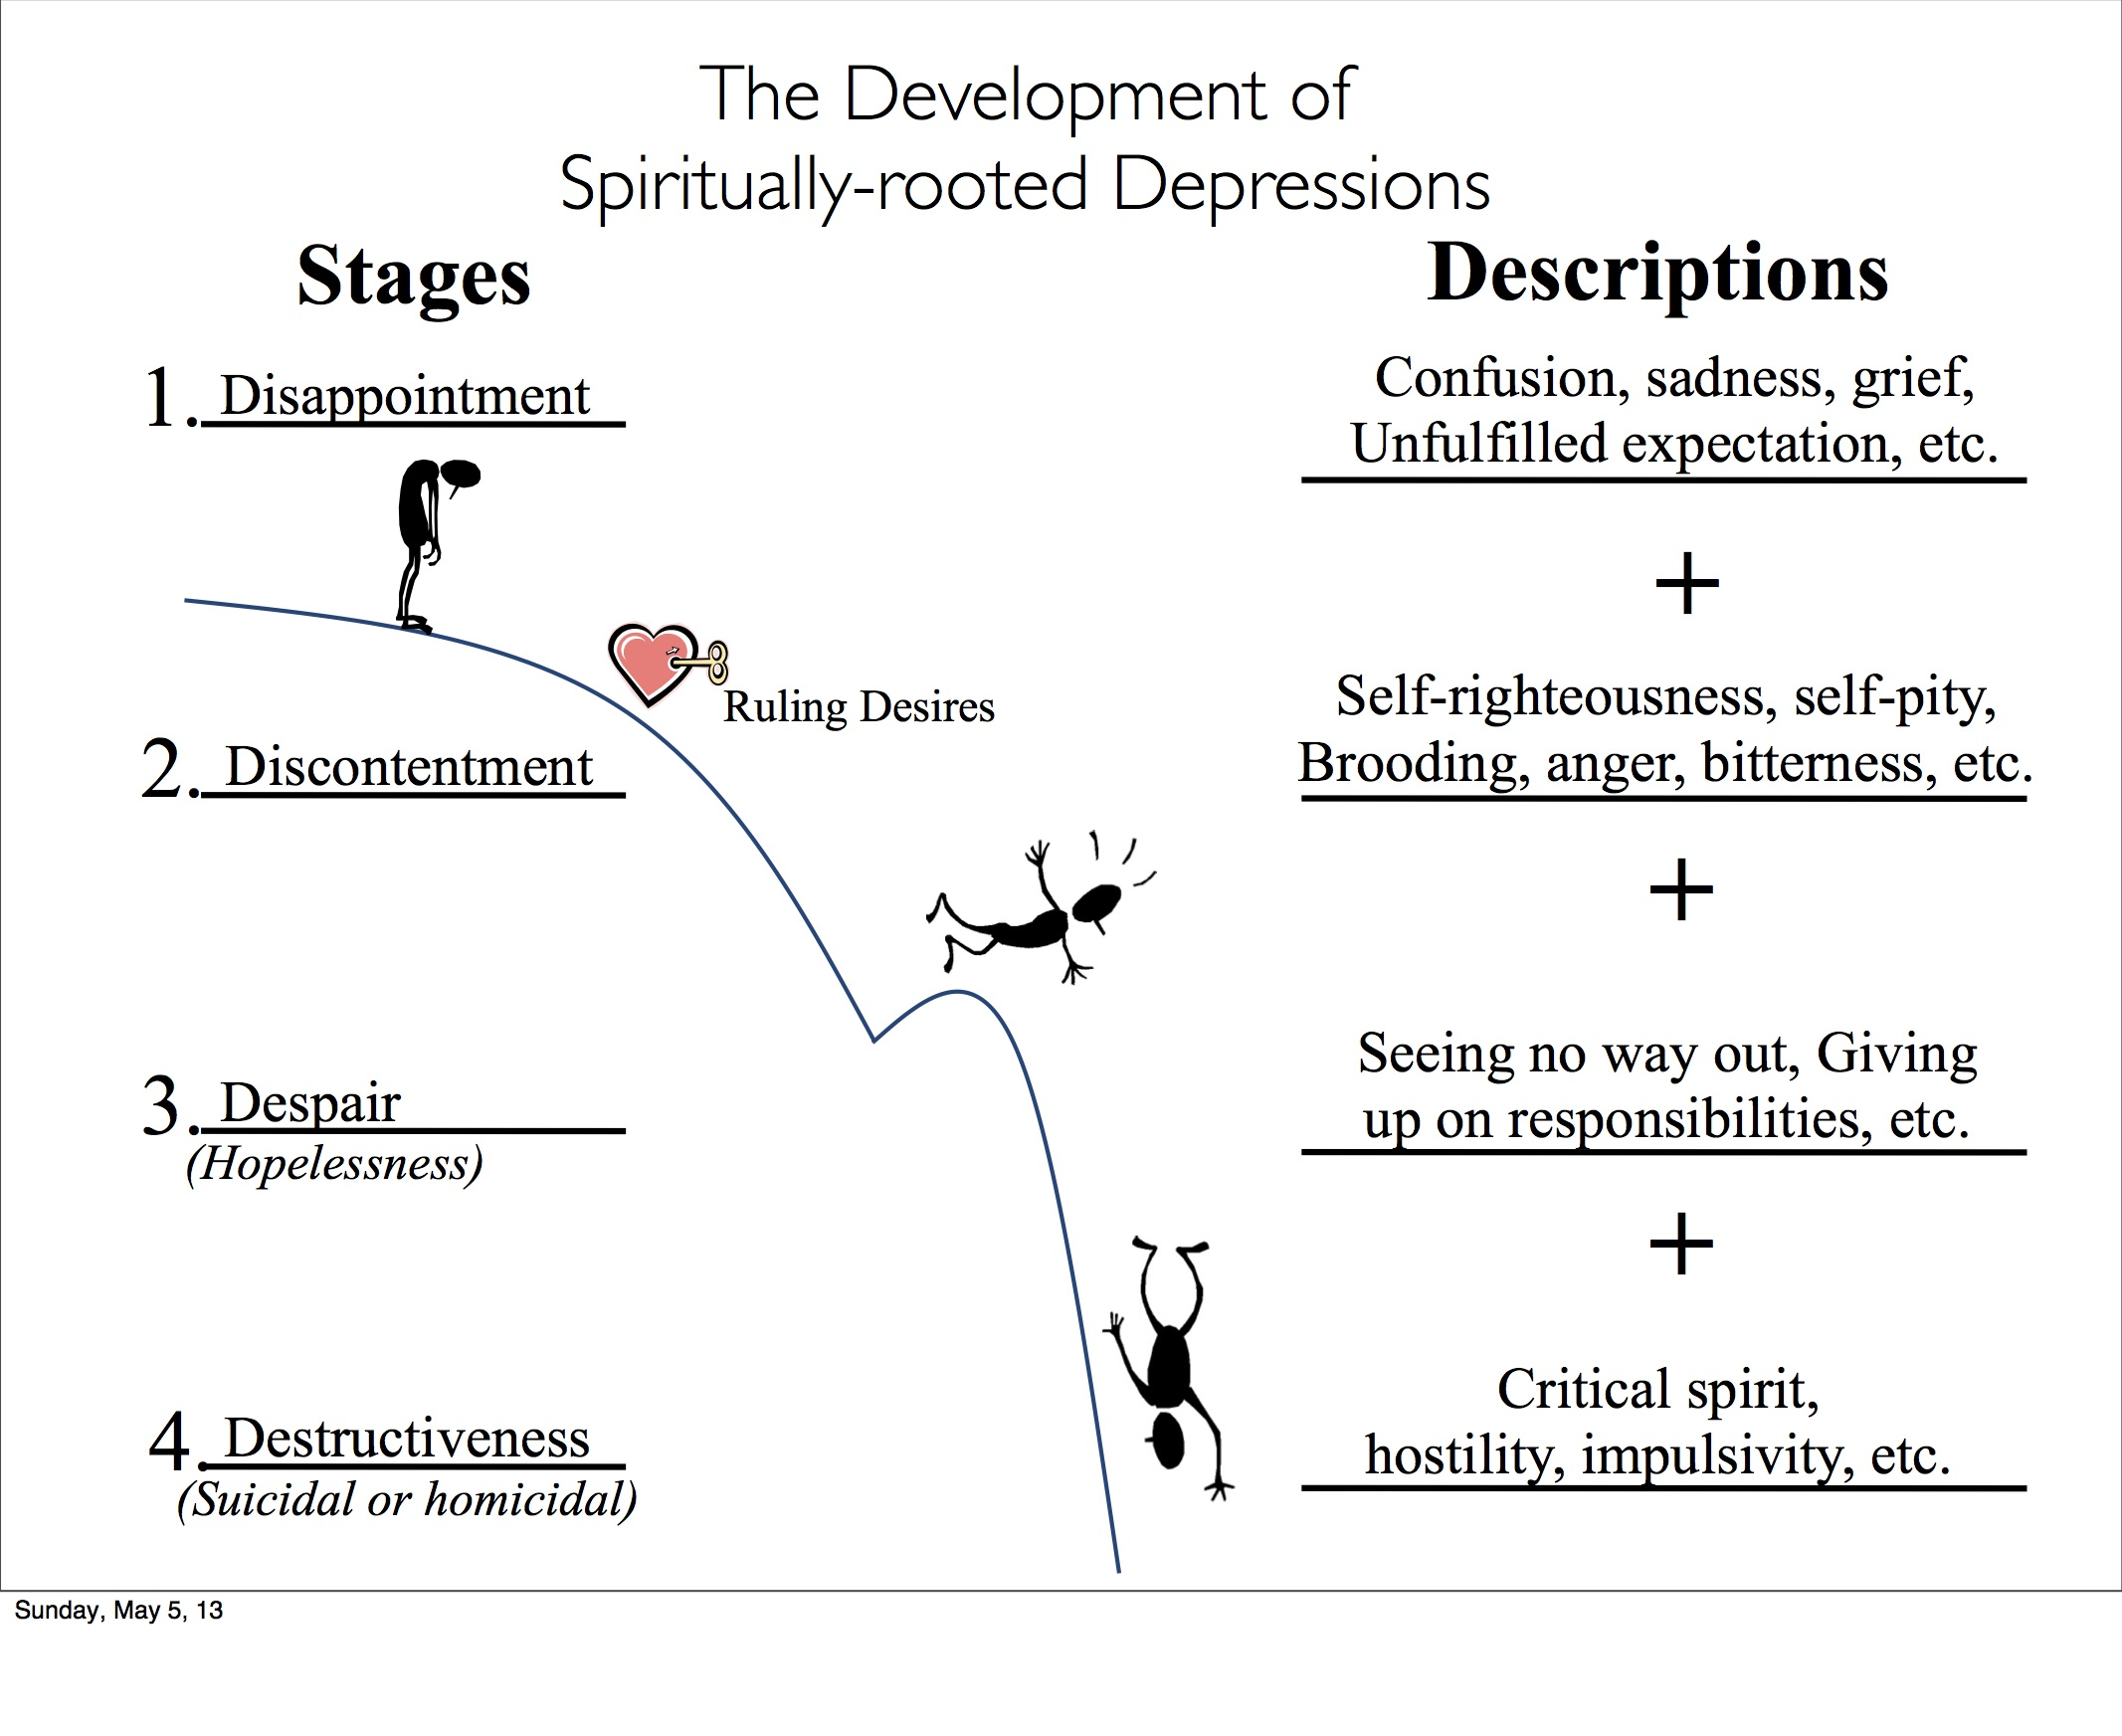 The Development of
Spiritually-rooted Depressions
Stages
Descriptions
1. Disappointment
Confusion, sadness, grief,
Unfulfilled expectation, etc.
+
Ruling Desires
2. Discontentment
Self-righteousness, self-pity,
Brooding, anger, bitterness, etc.
+
3. Despair
(Hopelessness)
Seeing no way out, Giving
up on responsibilities, etc.
+
4. Destructiveness
(Suicidal or homicidal)
Critical spirit,
hostility, impulsivity, etc.
Sunday, May 5, 13